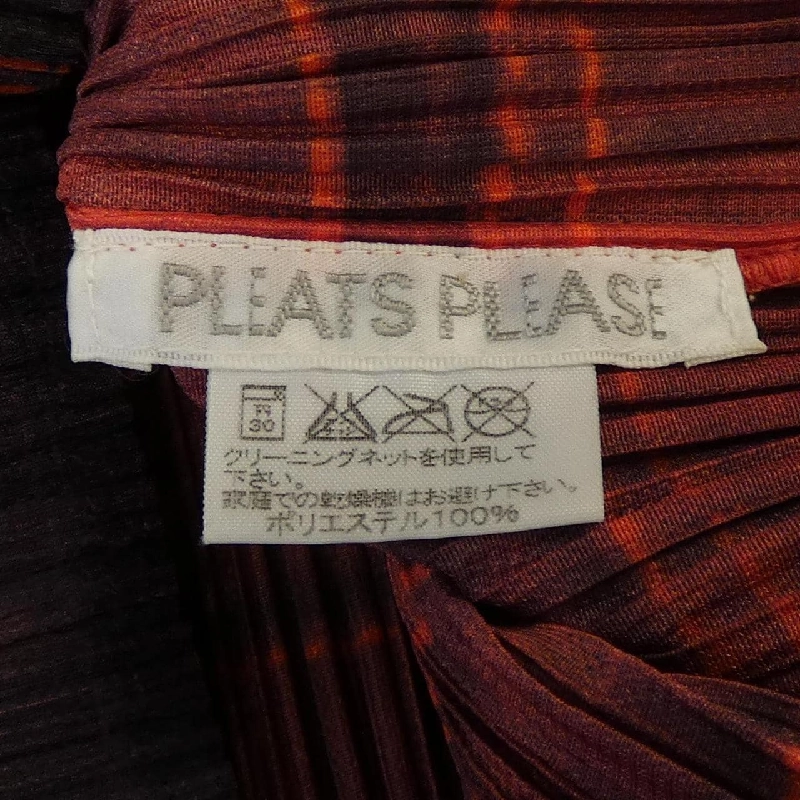 PLEATS PLEASE
30
クリーニングネットを使用して
下さい。
家庭での乾燥機はお避け下さい。
ポリエステル100%